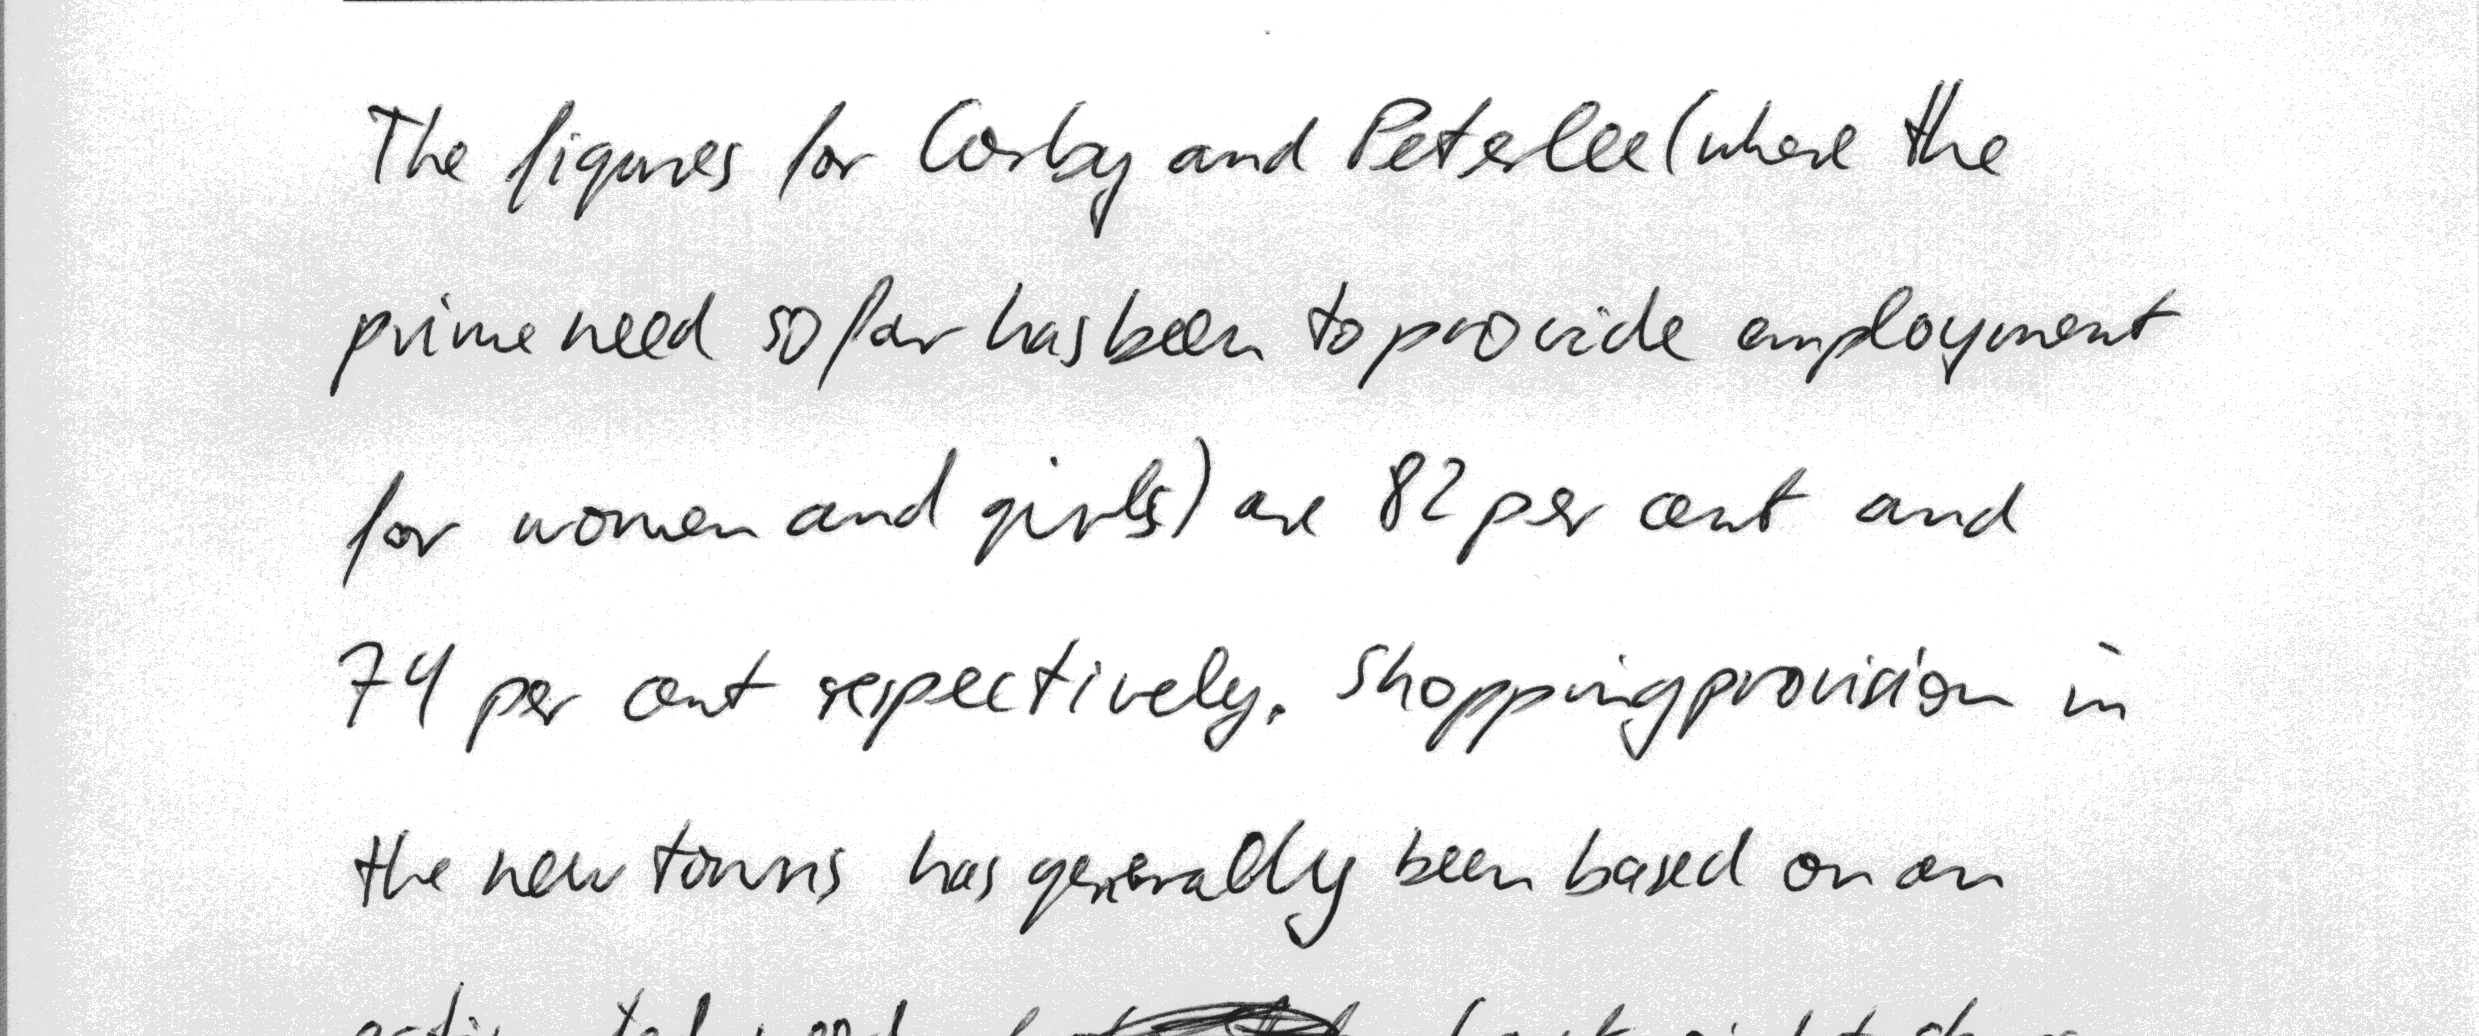 The figures for Corby and Peterlee (where the
prime need so far has been to provide employment
for women and girls) are 82 per cent and
74 per cent respectively. Shopping provision in
the new towns has generally been based on an